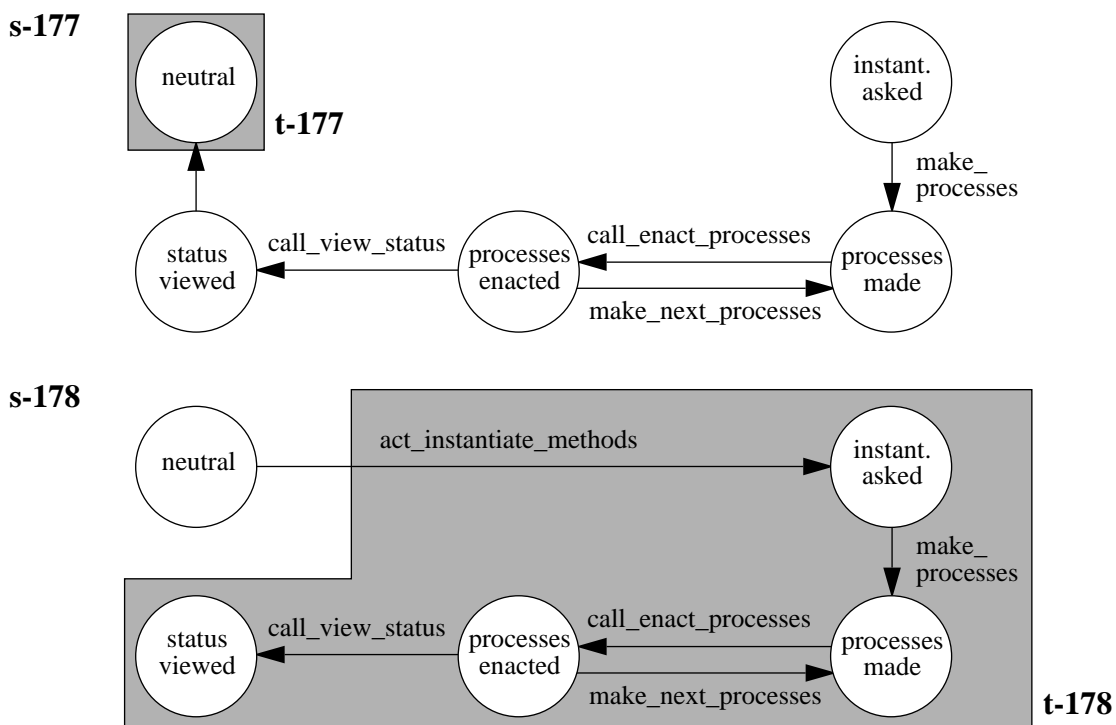 s-177
neutral
instant.
asked
t-177
make_
processes
status
viewed
call_view_status
processes
enacted
call_enact_processes
make_next_processes
processes
made
s-178
neutral
act_instantiate_methods
instant.
asked
make_
processes
status
viewed
call_view_status
processes
enacted
call_enact_processes
make_next_processes
processes
made
t-178